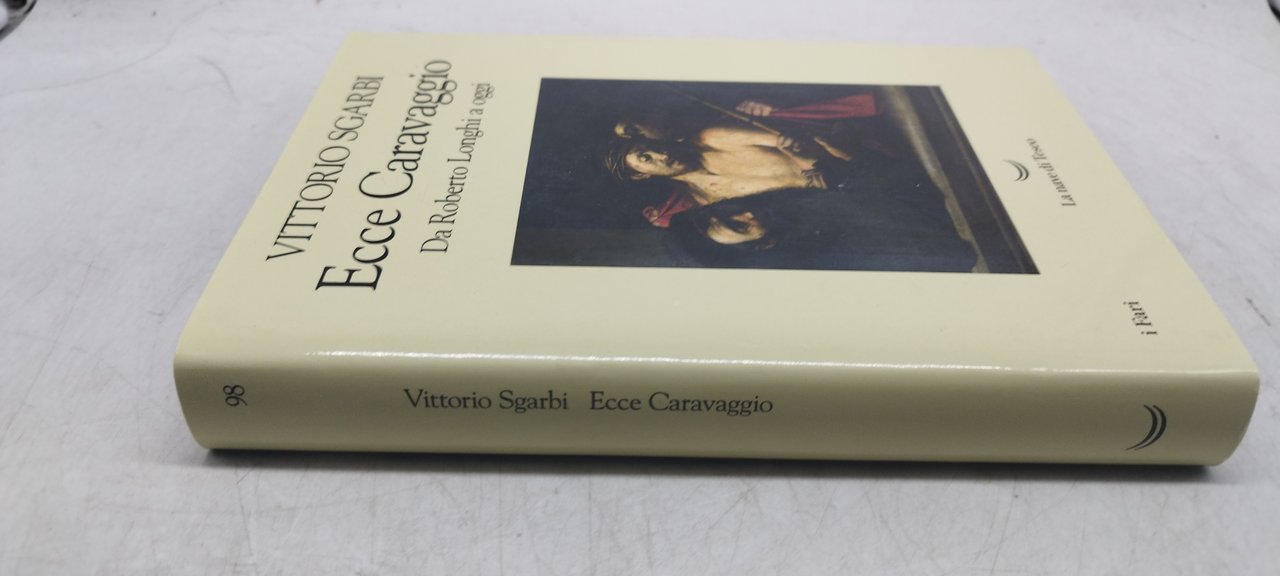 VITTORIO SGARBI
Ecce Caravaggio
Da Roberto Longhi a oggi
La nave di Teseo
i Fari
98
Vittorio Sgarbi Ecce Caravaggio